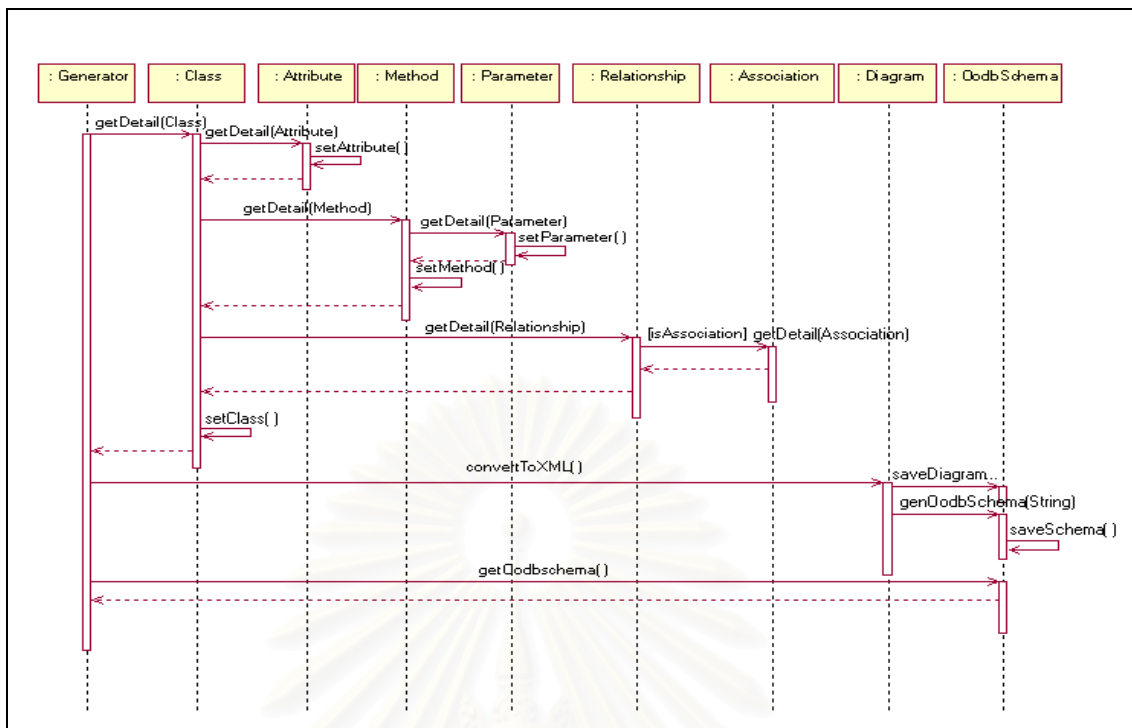 : Generator : Class : Attribute : Method : Parameter : Relationship : Association : Diagram : OodbSchema
getDetail(Class)
getDetail(Attribute)
setAttribute( )
getDetail(Method)
getDetail(Parameter)
setParameter( )
setMethod( )
getDetail(Relationship)
[isAssociation] getDetail(Association)
setClass( )
convertToXML( )
saveDiagram...
genOodbSchema(String)
saveSchema( )
getOodbschema( )